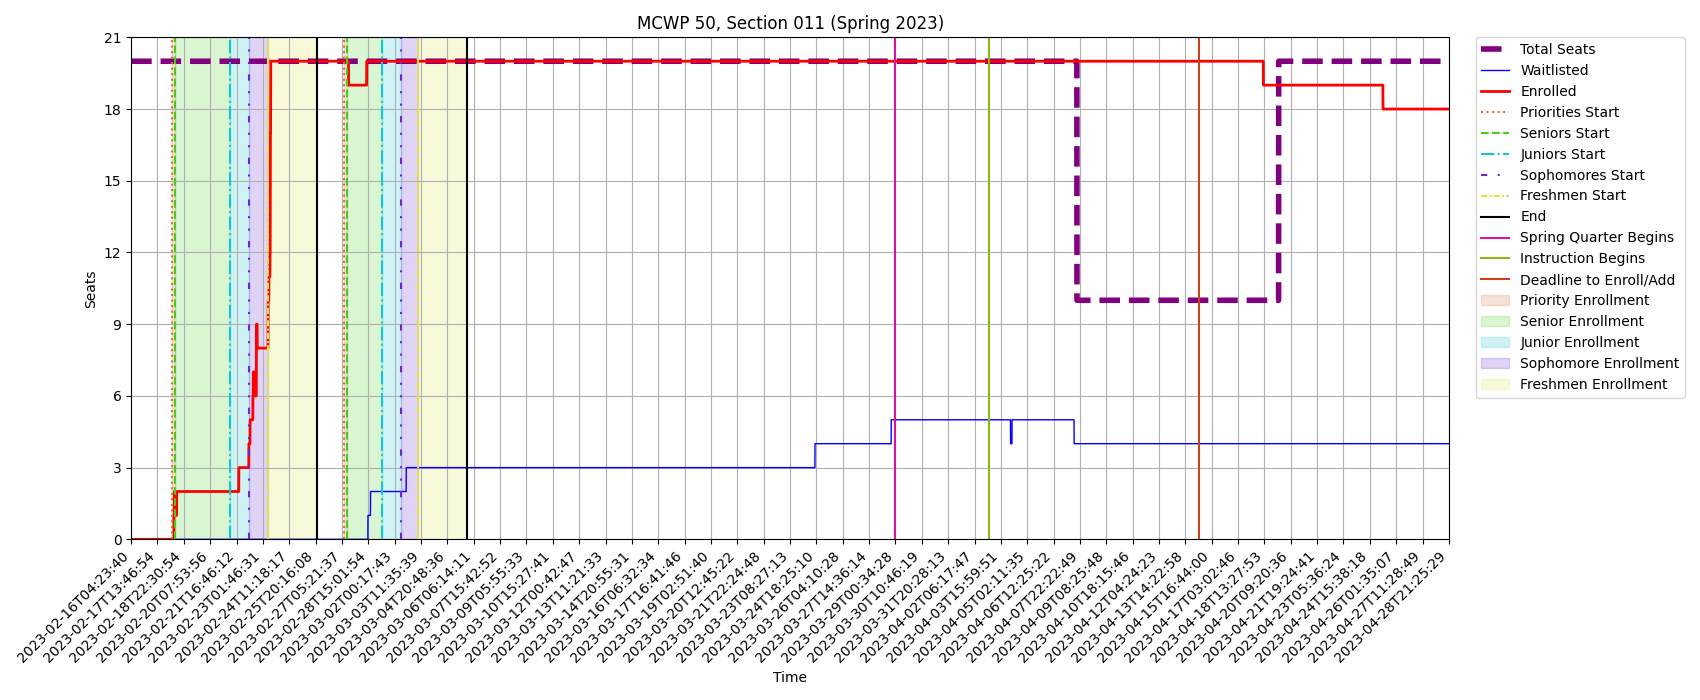 MCWP 50, Section 011 (Spring 2023)
21
18
15
12
9
6
3
0
Seats
2023-02-16T04:23:40
2023-02-17T13:46:54
2023-02-18T22:30:54
2023-02-20T07:53:56
2023-02-21T16:46:12
2023-02-23T01:46:31
2023-02-24T11:18:17
2023-02-25T20:16:08
2023-02-27T05:21:37
2023-02-28T15:01:54
2023-03-02T00:17:43
2023-03-03T11:35:39
2023-03-04T20:48:36
2023-03-06T06:14:11
2023-03-07T15:42:52
2023-03-09T05:55:33
2023-03-10T15:27:41
2023-03-12T00:42:47
2023-03-13T11:21:33
2023-03-14T20:55:31
2023-03-16T06:32:34
2023-03-17T16:41:46
2023-03-19T02:51:40
2023-03-20T12:45:22
2023-03-21T22:24:48
2023-03-23T08:27:13
2023-03-24T18:25:10
2023-03-26T04:10:28
2023-03-27T14:36:14
2023-03-29T00:34:28
2023-03-30T10:46:19
2023-03-31T20:28:13
2023-04-02T06:17:47
2023-04-03T15:59:51
2023-04-05T02:11:35
2023-04-06T12:25:22
2023-04-07T22:22:49
2023-04-09T08:25:48
2023-04-10T18:15:46
2023-04-12T04:24:23
2023-04-13T14:22:58
2023-04-15T16:44:00
2023-04-17T03:02:46
2023-04-18T13:27:53
2023-04-20T09:20:36
2023-04-21T19:24:41
2023-04-23T05:36:24
2023-04-24T15:38:18
2023-04-26T01:35:07
2023-04-27T11:28:49
2023-04-28T21:25:29
Time
Total Seats
Waitlisted
Enrolled
Priorities Start
Seniors Start
Juniors Start
Sophomores Start
Freshmen Start
End
Spring Quarter Begins
Instruction Begins
Deadline to Enroll/Add
Priority Enrollment
Senior Enrollment
Junior Enrollment
Sophomore Enrollment
Freshmen Enrollment